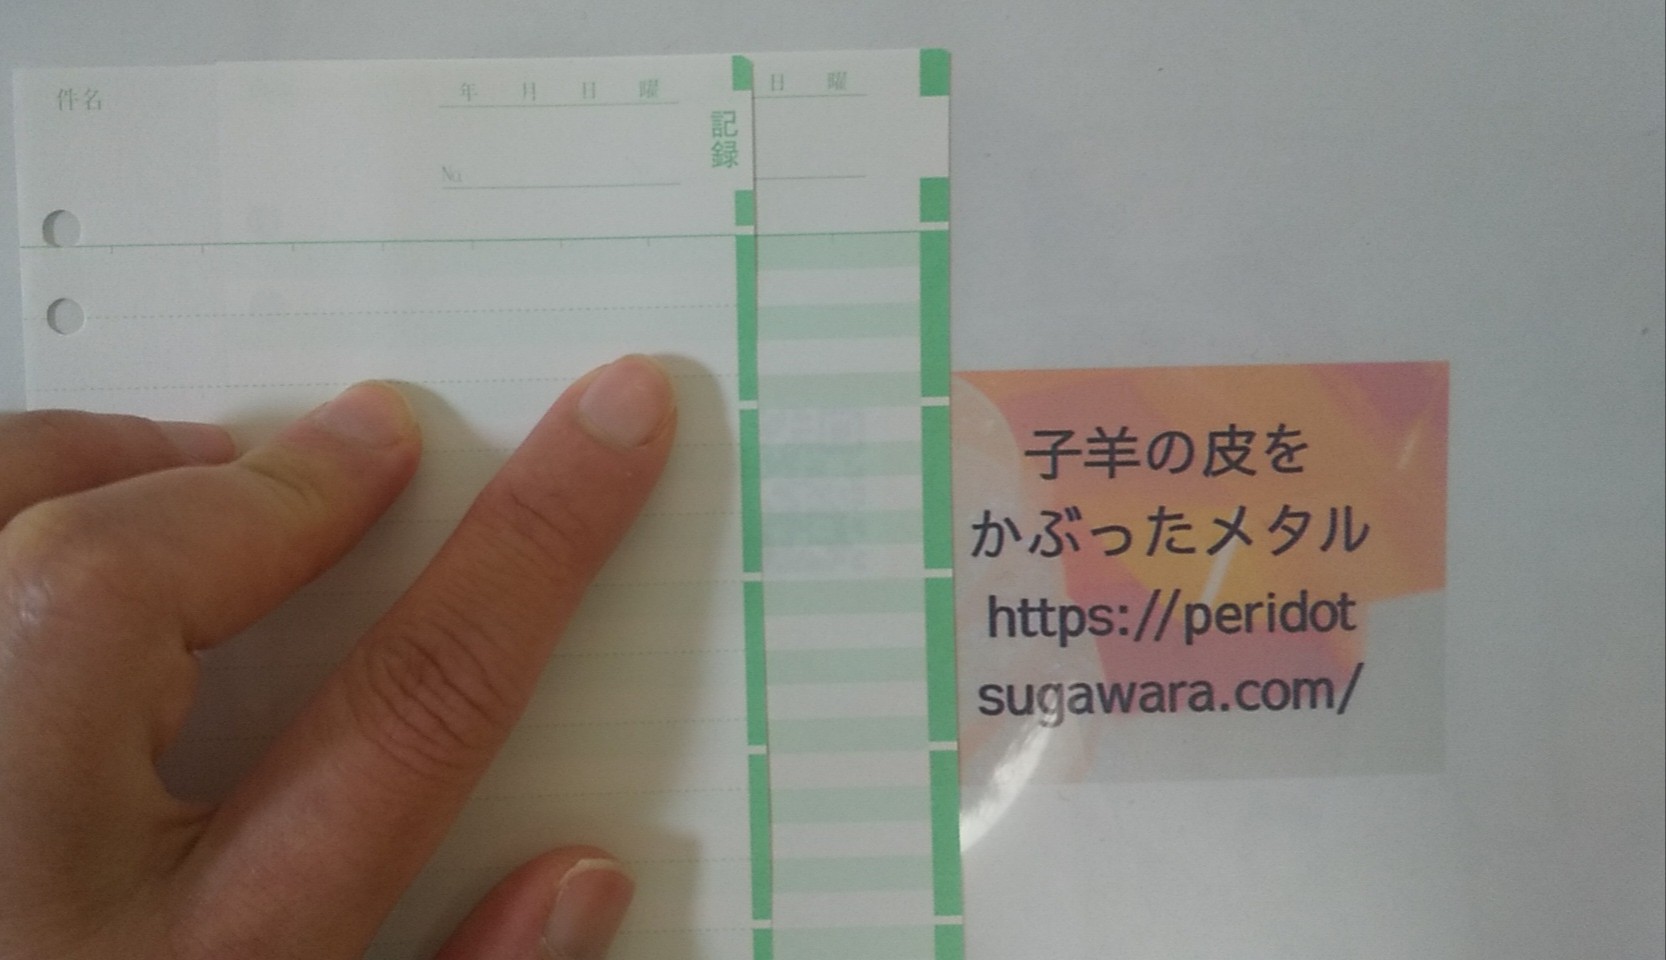 件名
年 月 日 曜
日 曜
記録
No.
子羊の皮を
かぶったメタル
https://peridot
sugawara.com/